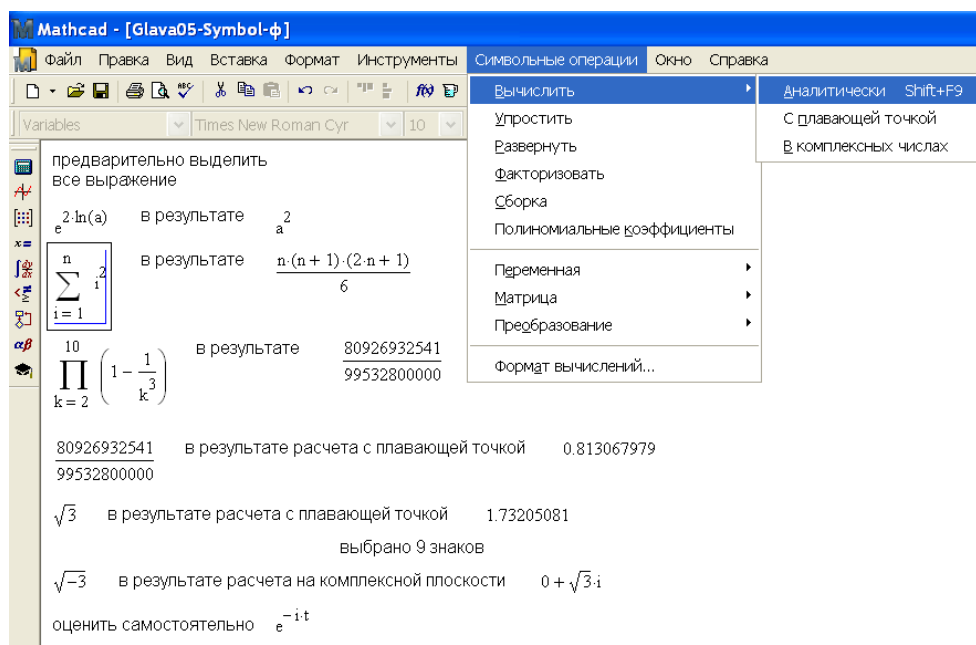 Mathcad - [Glava05-Symbol-ф]
Файл Правка Вид Вставка Формат Инструменты Символьные операции Окно Справка
Variables Times New Roman Cyr 10
Вычислить
Упростить
Развернуть
Факторизовать
Сборка
Полиномиальные коэффициенты
Переменная
Матрица
Преобразование
Формат вычислений...
Аналитически Shift+F9
С плавающей точкой
В комплексных числах
предварительно выделить
все выражение
e^2·ln(a) в результате a^2
n
∑ i^2 в результате n·(n + 1)·(2·n + 1)
i = 1
6
10
∏ (1 − 1/k^3) в результате 80926932541
k = 2
99532800000
80926932541 в результате расчета с плавающей точкой 0.813067979
99532800000
√3 в результате расчета с плавающей точкой 1.73205081
выбрано 9 знаков
√−3 в результате расчета на комплексной плоскости 0 + √3·i
оценить самостоятельно e^−i·t